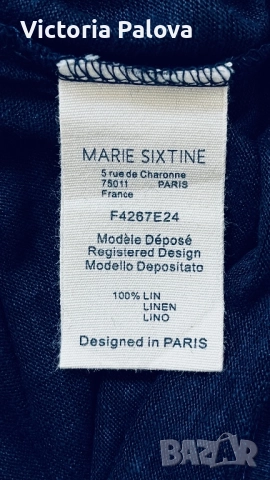 Victoria Palova
MARIE SIXTINE
5 rue de Charonne
75011 PARIS
France
F4267E24
Modèle Déposé
Registered Design
Modello Depositato
100% LIN
LINEN
LINO
Designed in PARIS
BAZAR